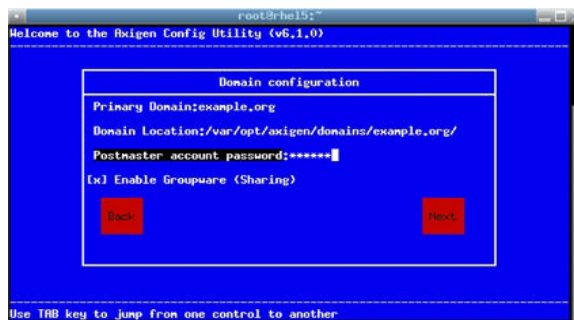 root@rhel5:~
Welcome to the Axigen Config Utility (v6.1.0)
Domain configuration
Primary Domain:example.org
Domain Location:/var/opt/axigen/domains/example.org/
Postmaster account password:******
[x] Enable Groupware (Sharing)
Back
Next
Use TAB key to jump from one control to another